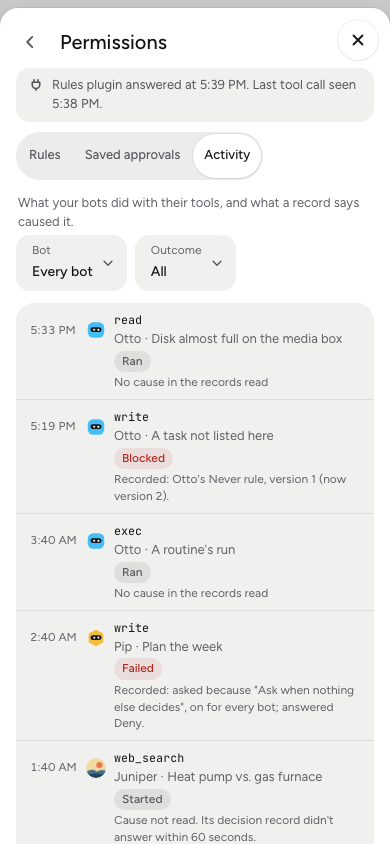 Permissions
Rules plugin answered at 5:39 PM. Last tool call seen
5:38 PM.
Rules
Saved approvals
Activity
What your bots did with their tools, and what a record says
caused it.
Bot
Every bot
Outcome
All
5:33 PM
read
Otto · Disk almost full on the media box
Ran
No cause in the records read
5:19 PM
write
Otto · A task not listed here
Blocked
Recorded: Otto's Never rule, version 1 (now
version 2).
3:40 AM
exec
Otto · A routine's run
Ran
No cause in the records read
2:40 AM
write
Pip · Plan the week
Failed
Recorded: asked because "Ask when nothing
else decides", on for every bot; answered
Deny.
1:40 AM
web_search
Juniper · Heat pump vs. gas furnace
Started
Cause not read. Its decision record didn't
answer within 60 seconds.